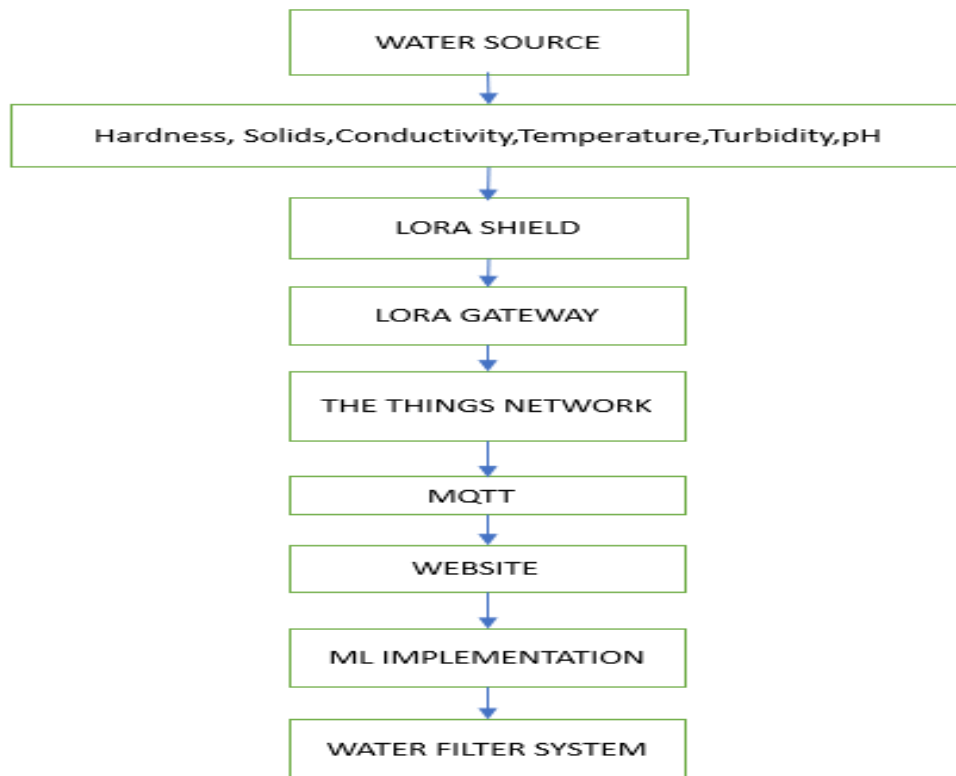 WATER SOURCE
Hardness, Solids,Conductivity,Temperature,Turbidity,pH
LORA SHIELD
LORA GATEWAY
THE THINGS NETWORK
MQTT
WEBSITE
ML IMPLEMENTATION
WATER FILTER SYSTEM